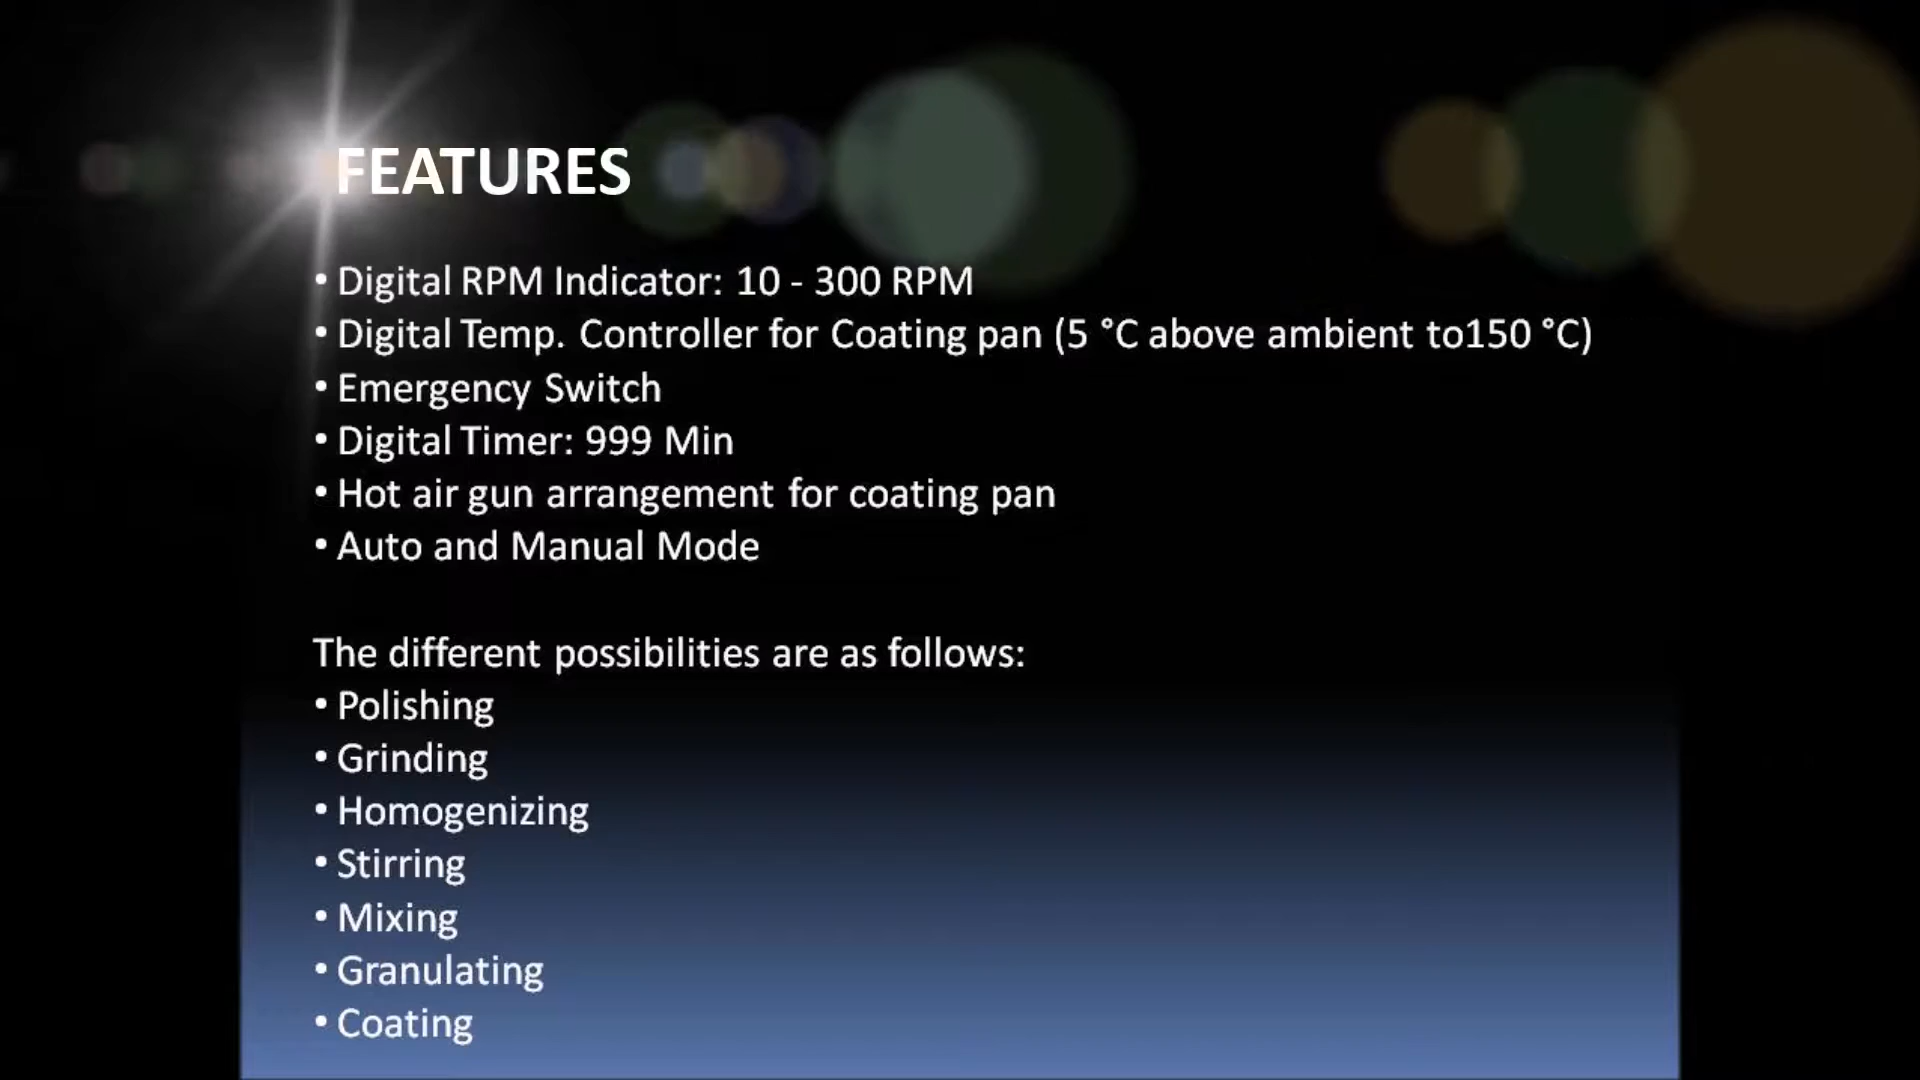 FEATURES
• Digital RPM Indicator: 10 - 300 RPM
• Digital Temp. Controller for Coating pan (5 °C above ambient to150 °C)
• Emergency Switch
• Digital Timer: 999 Min
• Hot air gun arrangement for coating pan
• Auto and Manual Mode
The different possibilities are as follows:
• Polishing
• Grinding
• Homogenizing
• Stirring
• Mixing
• Granulating
• Coating